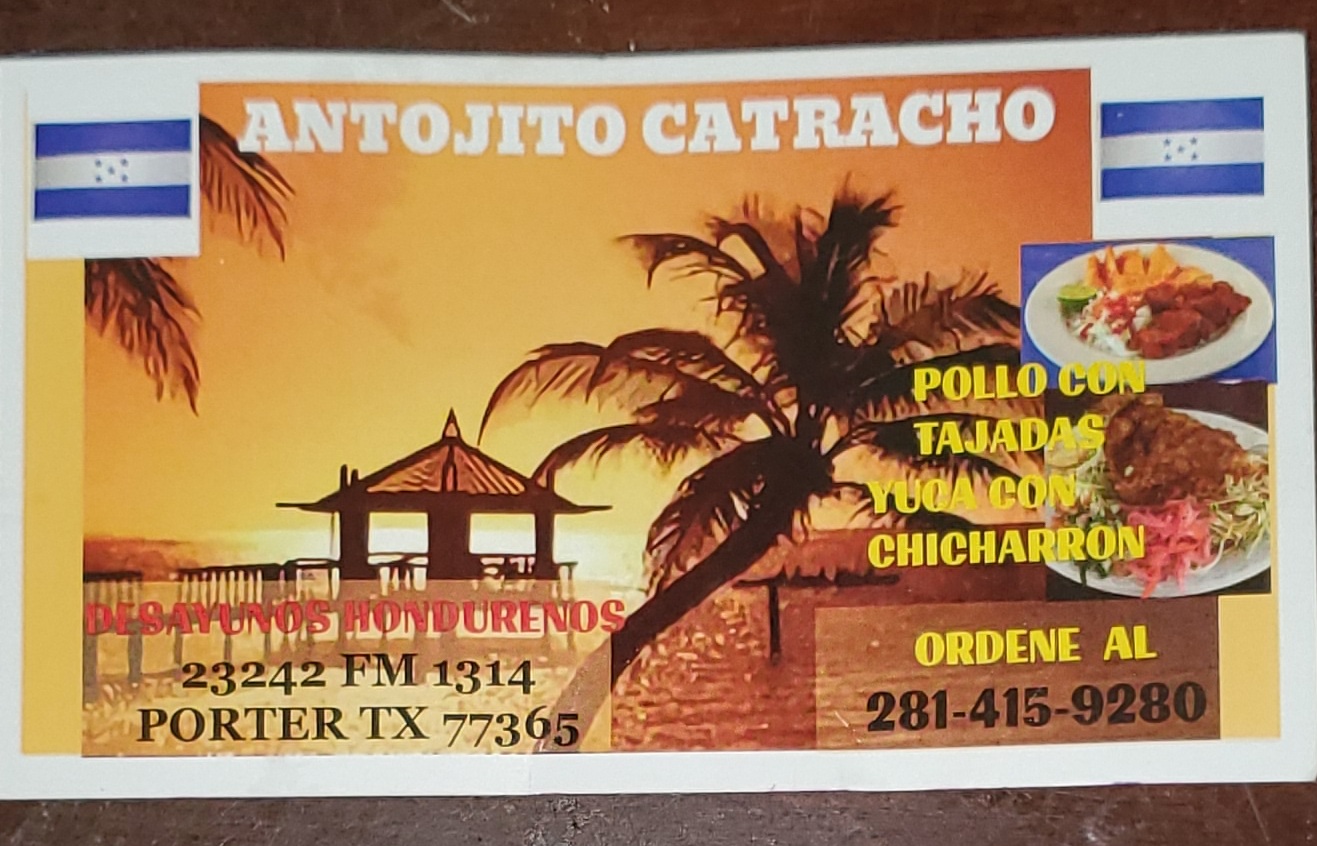 ANTOJITO CATRACHO
POLLO CON
TAJADAS
YUCA CON
CHICHARRON
DESAYUNOS HONDURENOS
23242 FM 1314
PORTER TX 77365
ORDENE AL
281-415-9280